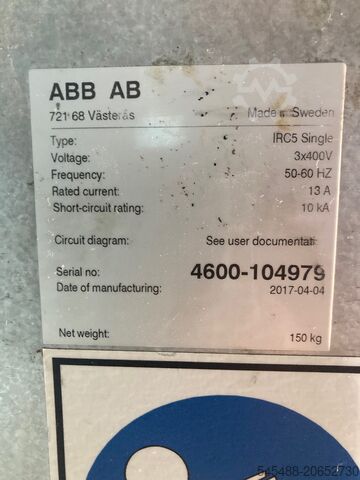 ABB AB
721 68 Västerås Made in Sweden
Type: IRC5 Single
Voltage: 3x400V
Frequency: 50-60 HZ
Rated current: 13 A
Short-circuit rating: 10 kA
Circuit diagram: See user documentati
Serial no: 4600-104979
Date of manufacturing: 2017-04-04
Net weight: 150 kg
545488-20652730